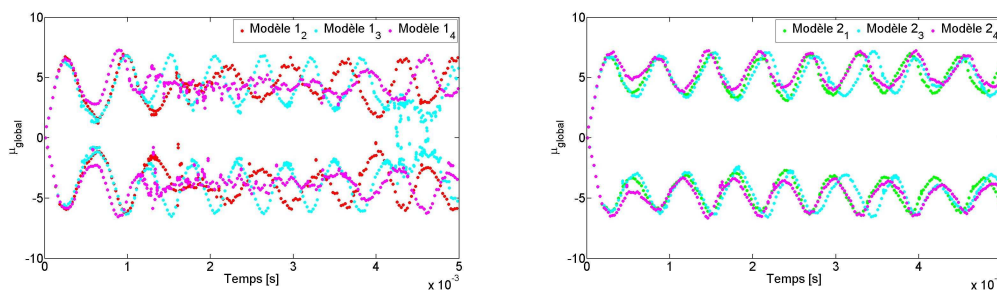 10
Modèle 1₂ Modèle 1₃ Modèle 1₄
5
0
-5
-10
μglobal
0 1 2 3 4 5
Temps [s]
x 10⁻³
10
Modèle 2₁ Modèle 2₃ Modèle 2₄
5
0
-5
-10
μglobal
0 1 2 3 4
Temps [s]